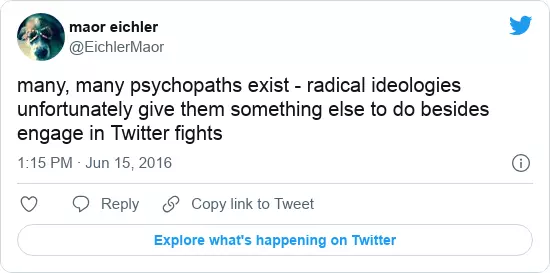 maor eichler
@EichlerMaor
many, many psychopaths exist - radical ideologies
unfortunately give them something else to do besides
engage in Twitter fights
1:15 PM · Jun 15, 2016
Reply
Copy link to Tweet
Explore what's happening on Twitter